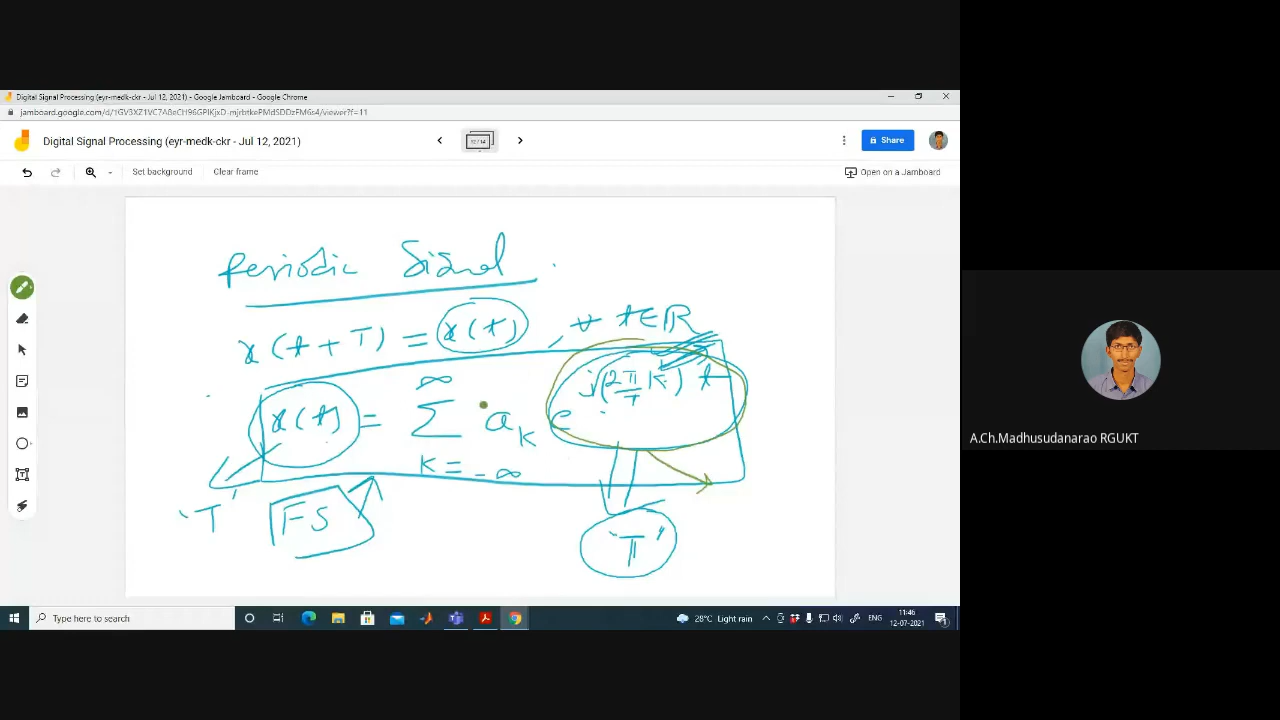 Digital Signal Processing (eyr-medk-ckr - Jul 12, 2021) - Google Jamboard - Google Chrome
Digital Signal Processing (eyr-medk-ckr - Jul 12, 2021)
Share
Set background
Clear frame
Open on a Jamboard
Periodic Signal .
x(t+T) = x(t) , ∀ t∈R
x(t) = ∑_{k=-∞}^{∞} a_k e^{j(2π/T k) t}
'T'
FS
'T'
A.Ch.Madhusudanarao RGUKT
Type here to search
28°C Light rain
ENG
11:46
12-07-2021